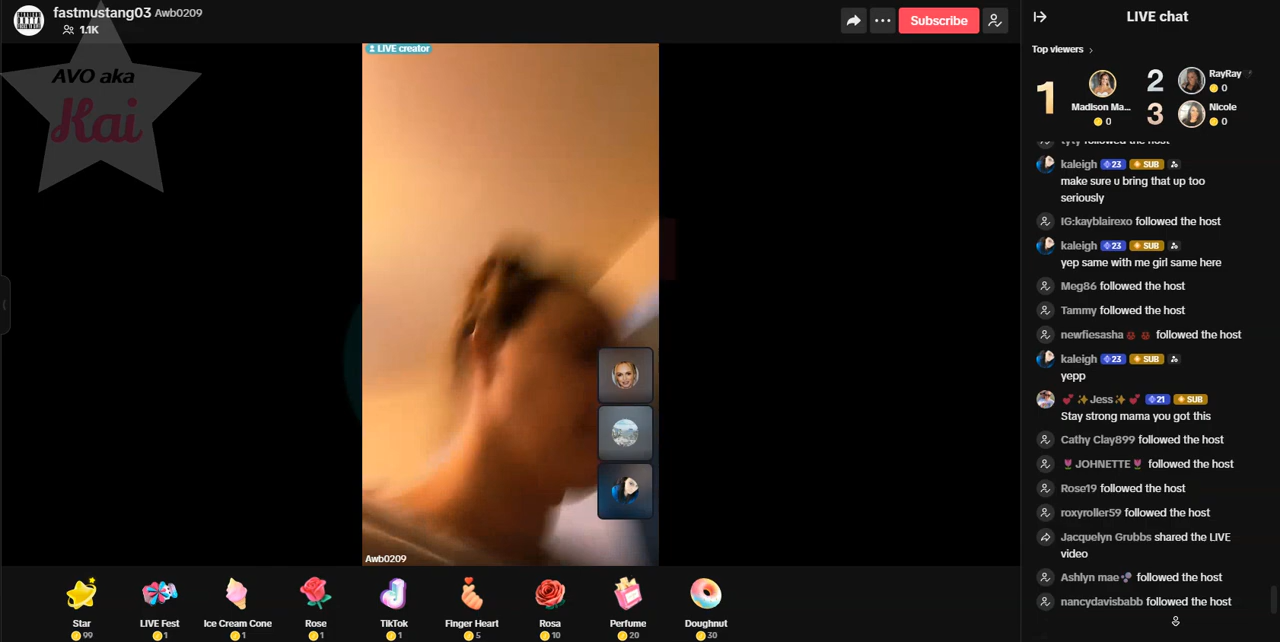 fastmustang03 Awb0209
1.1K
Subscribe
AVO aka
Kai
LIVE creator
Awb0209
Star
99
LIVE Fest
1
Ice Cream Cone
1
Rose
1
TikTok
1
Finger Heart
5
Rosa
10
Perfume
20
Doughnut
30
LIVE chat
Top viewers
1
Madison Ma...
0
2
RayRay
0
3
Nicole
0
tyty followed the host
kaleigh 23 SUB
make sure u bring that up too
seriously
IG:kayblairexo followed the host
kaleigh 23 SUB
yep same with me girl same here
Meg86 followed the host
Tammy followed the host
newfiesasha followed the host
kaleigh 23 SUB
yepp
💕✨Jess✨💕 21 SUB
Stay strong mama you got this
Cathy Clay899 followed the host
🌷JOHNETTE🌷 followed the host
Rose19 followed the host
roxyroller59 followed the host
Jacquelyn Grubbs shared the LIVE
video
Ashlyn mae followed the host
nancydavisbabb followed the host